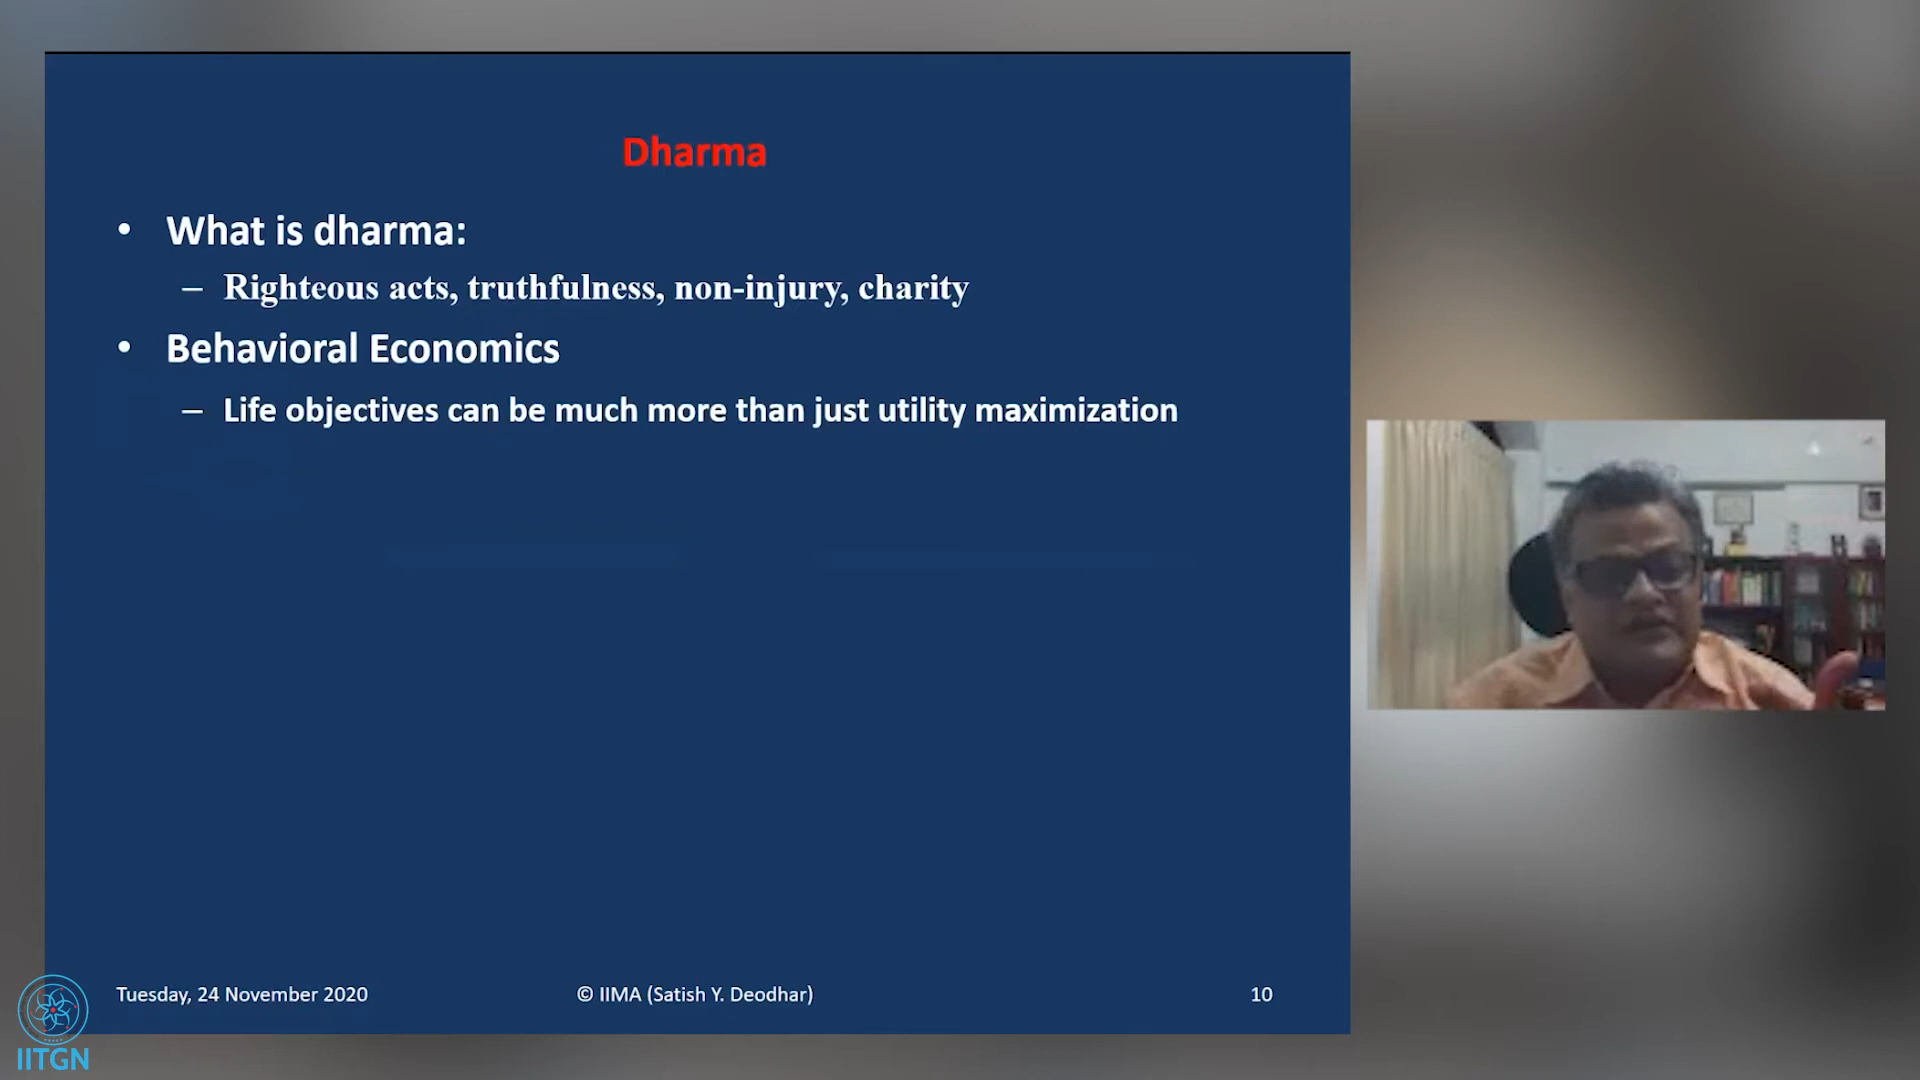 Dharma
• What is dharma:
– Righteous acts, truthfulness, non-injury, charity
• Behavioral Economics
– Life objectives can be much more than just utility maximization
Tuesday, 24 November 2020
© IIMA (Satish Y. Deodhar)
10
IITGN